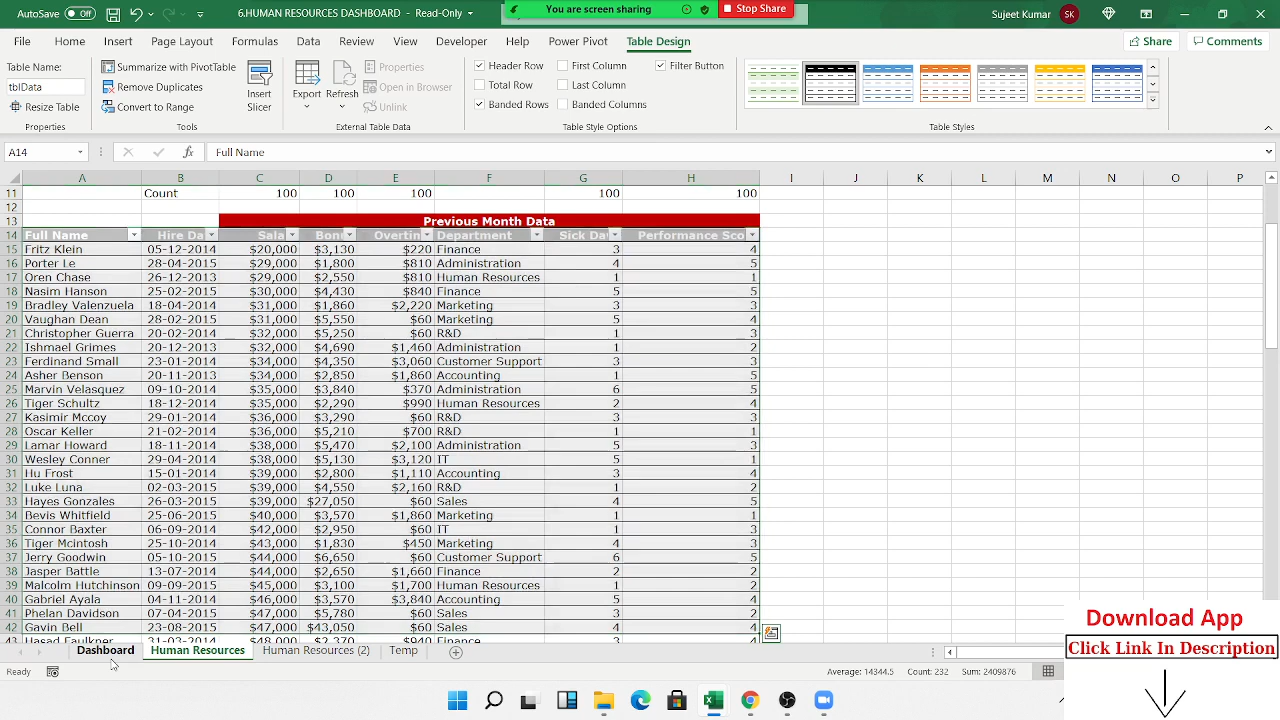 AutoSave Off 6.HUMAN RESOURCES DASHBOARD - Read-Only You are screen sharing Stop Share Sujeet Kumar SK
File Home Insert Page Layout Formulas Data Review View Developer Help Power Pivot Table Design Share Comments
Table Name:
tblData
Resize Table
Properties
Summarize with PivotTable
Remove Duplicates
Convert to Range
Tools
Insert
Slicer
Export Refresh
Properties
Open in Browser
Unlink
External Table Data
Header Row First Column Filter Button
Total Row Last Column
Banded Rows Banded Columns
Table Style Options
Table Styles
A14 fx Full Name
A B C D E F G H I J K L M N O P
11 Count 100 100 100 100 100
12
13 Previous Month Data
14 Full Name Hire Da Sala Bon Overtin Department Sick Da Performance Sco
15 Fritz Klein 05-12-2014 $20,000 $3,130 $220 Finance 3 4
16 Porter Le 28-04-2015 $29,000 $1,800 $810 Administration 4 5
17 Oren Chase 26-12-2013 $29,000 $2,550 $810 Human Resources 1 1
18 Nasim Hanson 25-02-2015 $30,000 $4,430 $840 Finance 5 5
19 Bradley Valenzuela 18-04-2014 $31,000 $1,860 $2,220 Marketing 3 3
20 Vaughan Dean 28-02-2015 $31,000 $5,550 $60 Marketing 5 4
21 Christopher Guerra 20-02-2014 $32,000 $5,250 $60 R&D 1 3
22 Ishmael Grimes 20-12-2013 $32,000 $4,690 $1,460 Administration 1 2
23 Ferdinand Small 23-01-2014 $34,000 $4,350 $3,060 Customer Support 3 3
24 Asher Benson 20-11-2013 $34,000 $2,850 $1,860 Accounting 1 5
25 Marvin Velasquez 09-10-2014 $35,000 $3,840 $370 Administration 6 5
26 Tiger Schultz 18-12-2014 $35,000 $2,290 $990 Human Resources 2 4
27 Kasimir Mccoy 29-01-2014 $36,000 $3,290 $60 R&D 3 3
28 Oscar Keller 21-02-2014 $36,000 $5,210 $700 R&D 1 1
29 Lamar Howard 18-11-2014 $38,000 $5,470 $2,100 Administration 5 3
30 Wesley Conner 29-04-2014 $38,000 $5,130 $3,120 IT 5 1
31 Hu Frost 15-01-2014 $39,000 $2,800 $1,110 Accounting 3 4
32 Luke Luna 02-03-2015 $39,000 $4,550 $2,160 R&D 1 2
33 Hayes Gonzales 26-03-2015 $39,000 $27,050 $60 Sales 4 5
34 Bevis Whitfield 25-06-2015 $40,000 $3,570 $1,860 Marketing 1 1
35 Connor Baxter 06-09-2014 $42,000 $2,950 $60 IT 1 3
36 Tiger Mcintosh 25-10-2014 $43,000 $1,830 $450 Marketing 4 3
37 Jerry Goodwin 05-10-2014 $44,000 $6,650 $60 Customer Support 6 5
38 Jasper Battle 13-07-2014 $44,000 $2,650 $1,660 Finance 2 2
39 Malcolm Hutchinson 09-09-2015 $45,000 $3,100 $1,700 Human Resources 1 2
40 Gabriel Ayala 04-11-2014 $46,000 $3,570 $3,840 Accounting 5 4
41 Phelan Davidson 07-04-2015 $47,000 $5,780 $60 Sales 3 2
42 Gavin Bell 23-08-2015 $47,000 $43,050 $60 Sales 4 4
43 Hasad Faulkner 31-03-2014 $48,000 $2,370 $940 Finance 3 4
Dashboard Human Resources Human Resources (2) Temp
Ready Average: 14344.5 Count: 232 Sum: 2409876
Download App
Click Link In Description